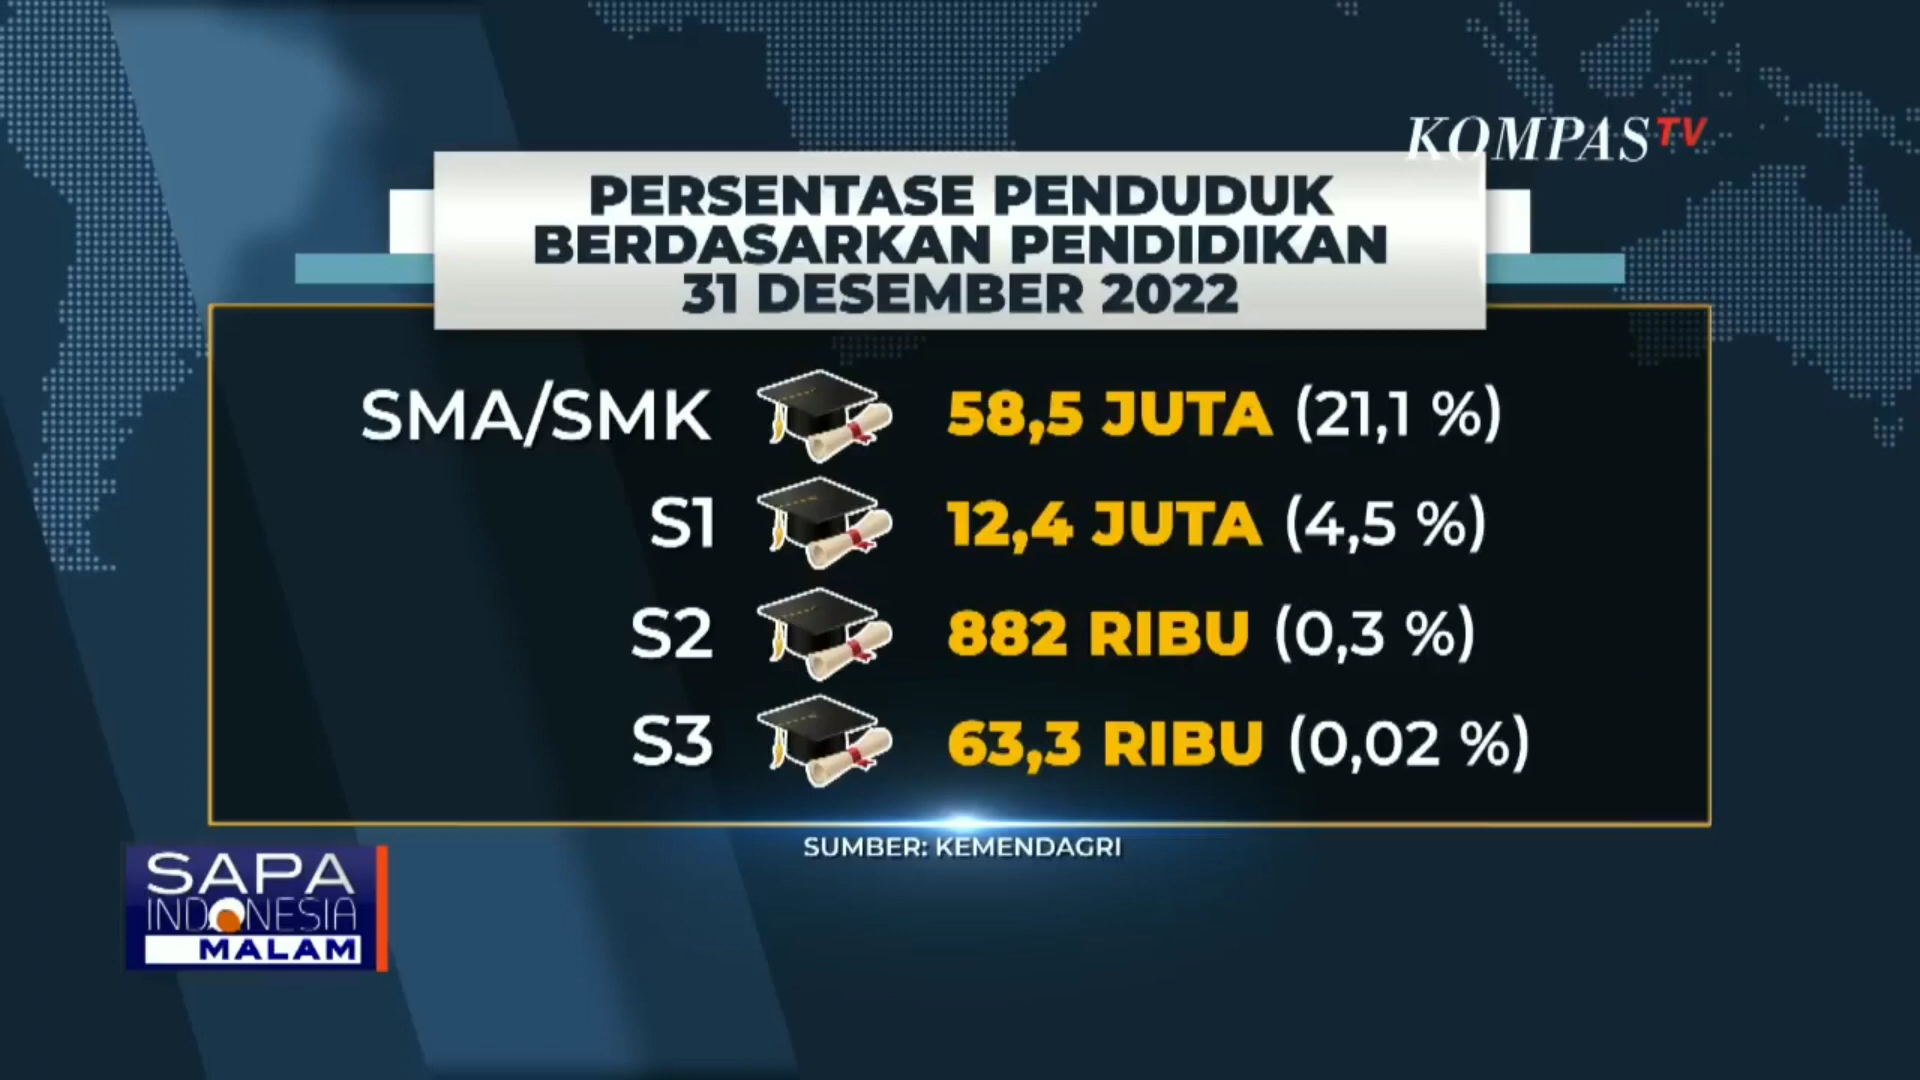 KOMPAS TV
PERSENTASE PENDUDUK
BERDASARKAN PENDIDIKAN
31 DESEMBER 2022
SMA/SMK 58,5 JUTA (21,1 %)
S1 12,4 JUTA (4,5 %)
S2 882 RIBU (0,3 %)
S3 63,3 RIBU (0,02 %)
SUMBER: KEMENDAGRI
SAPA
INDONESIA
MALAM